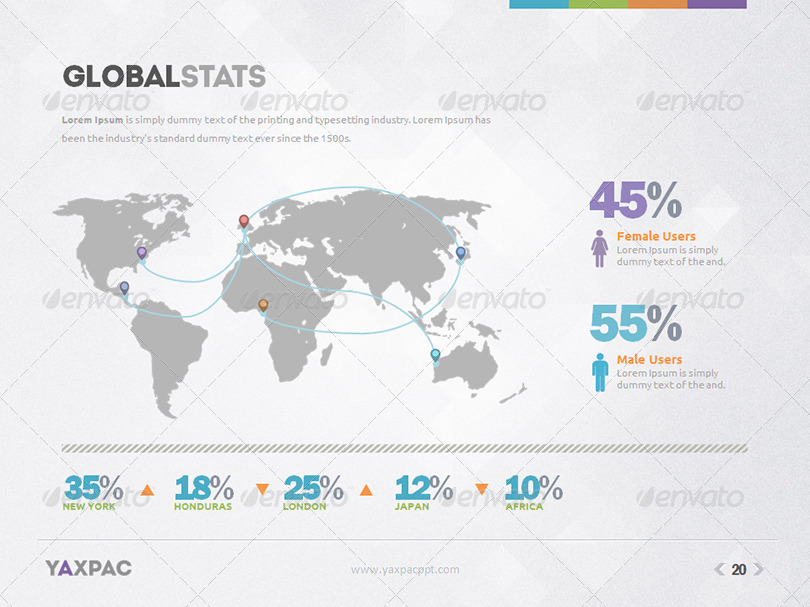 GLOBALSTATS
Lorem Ipsum is simply dummy text of the printing and typesetting industry. Lorem Ipsum has
been the industry's standard dummy text ever since the 1500s.
envato envato envato envato
45%
Female Users
Lorem Ipsum is simply
dummy text of the and.
envato envato envato envato
55%
Male Users
Lorem Ipsum is simply
dummy text of the and.
35% 18% 25% 12% 10%
envato envato envato envato
NEW YORK HONDURAS LONDON JAPAN AFRICA
YAXPAC
www.yaxpacppt.com
20